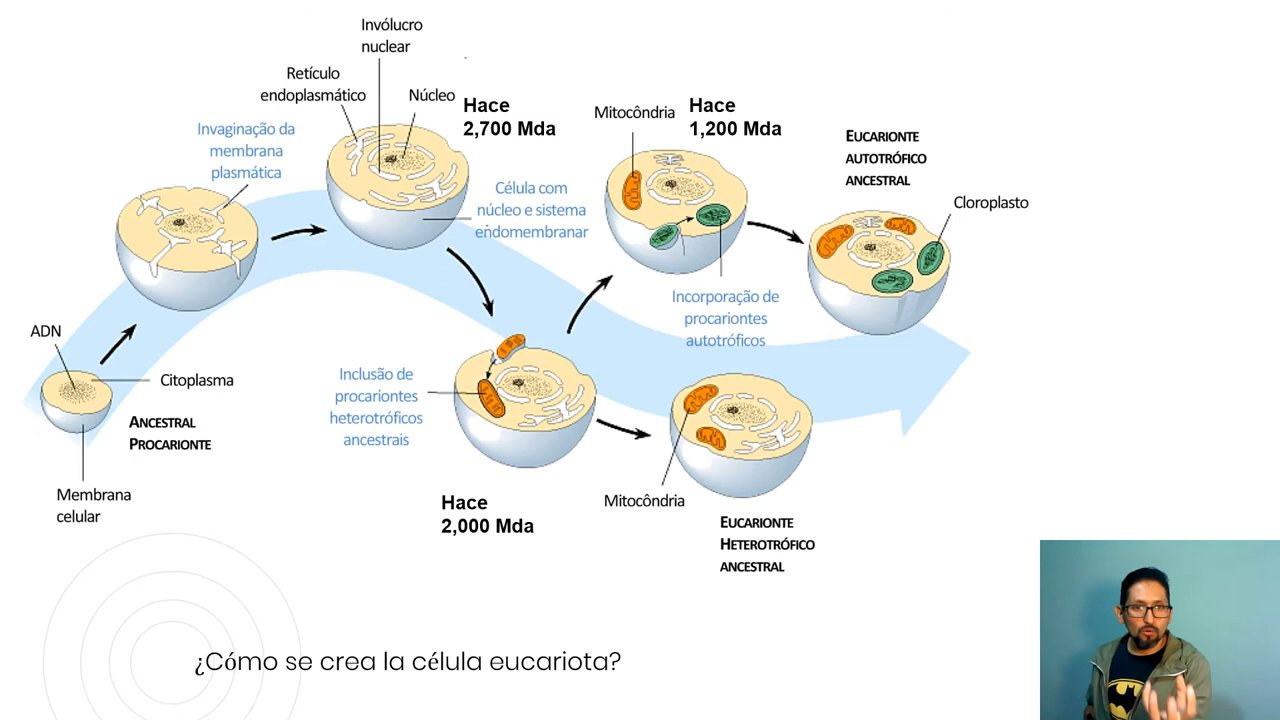 Invólucro
nuclear
Retículo
endoplasmático
Núcleo
Hace
2,700 Mda
Invaginação da
membrana
plasmática
Célula com
núcleo e sistema
endomembranar
Mitocôndria
Hace
1,200 Mda
EUCARIONTE
AUTOTRÓFICO
ANCESTRAL
Cloroplasto
Incorporação de
procariontes
autotróficos
ADN
Citoplasma
ANCESTRAL
PROCARIONTE
Membrana
celular
Inclusão de
procariontes
heterotróficos
ancestrais
Hace
2,000 Mda
Mitocôndria
EUCARIONTE
HETEROTRÓFICO
ANCESTRAL
¿Cómo se crea la célula eucariota?